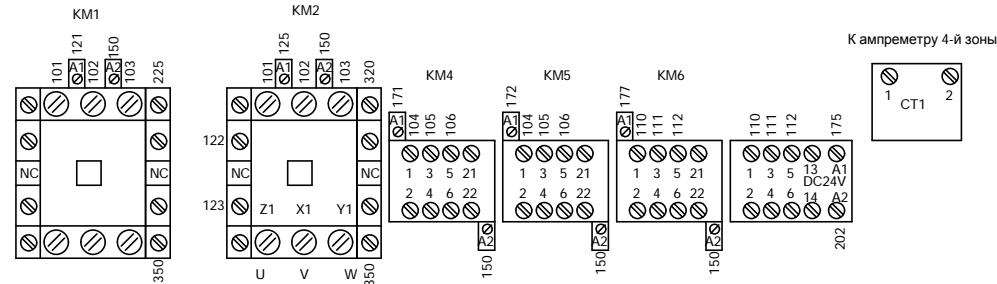 KM1
KM2
К ампреметру 4-й зоны
KM4
KM5
KM6
101
A1
121
102
A2
150
103
225
NC
NC
350
101
A1
125
102
A2
150
103
320
122
NC
NC
123
Z1 X1 Y1
U V W
350
171
A1
104 105 106
1 3 5 21
2 4 6 22
A2
150
172
A1
104 105 106
1 3 5 21
2 4 6 22
A2
150
177
A1
110 111 112
1 3 5 21
2 4 6 22
A2
150
110 111 112 175
1 3 5 13 A1
DC24V
2 4 6 14 A2
202
1 2
CT1